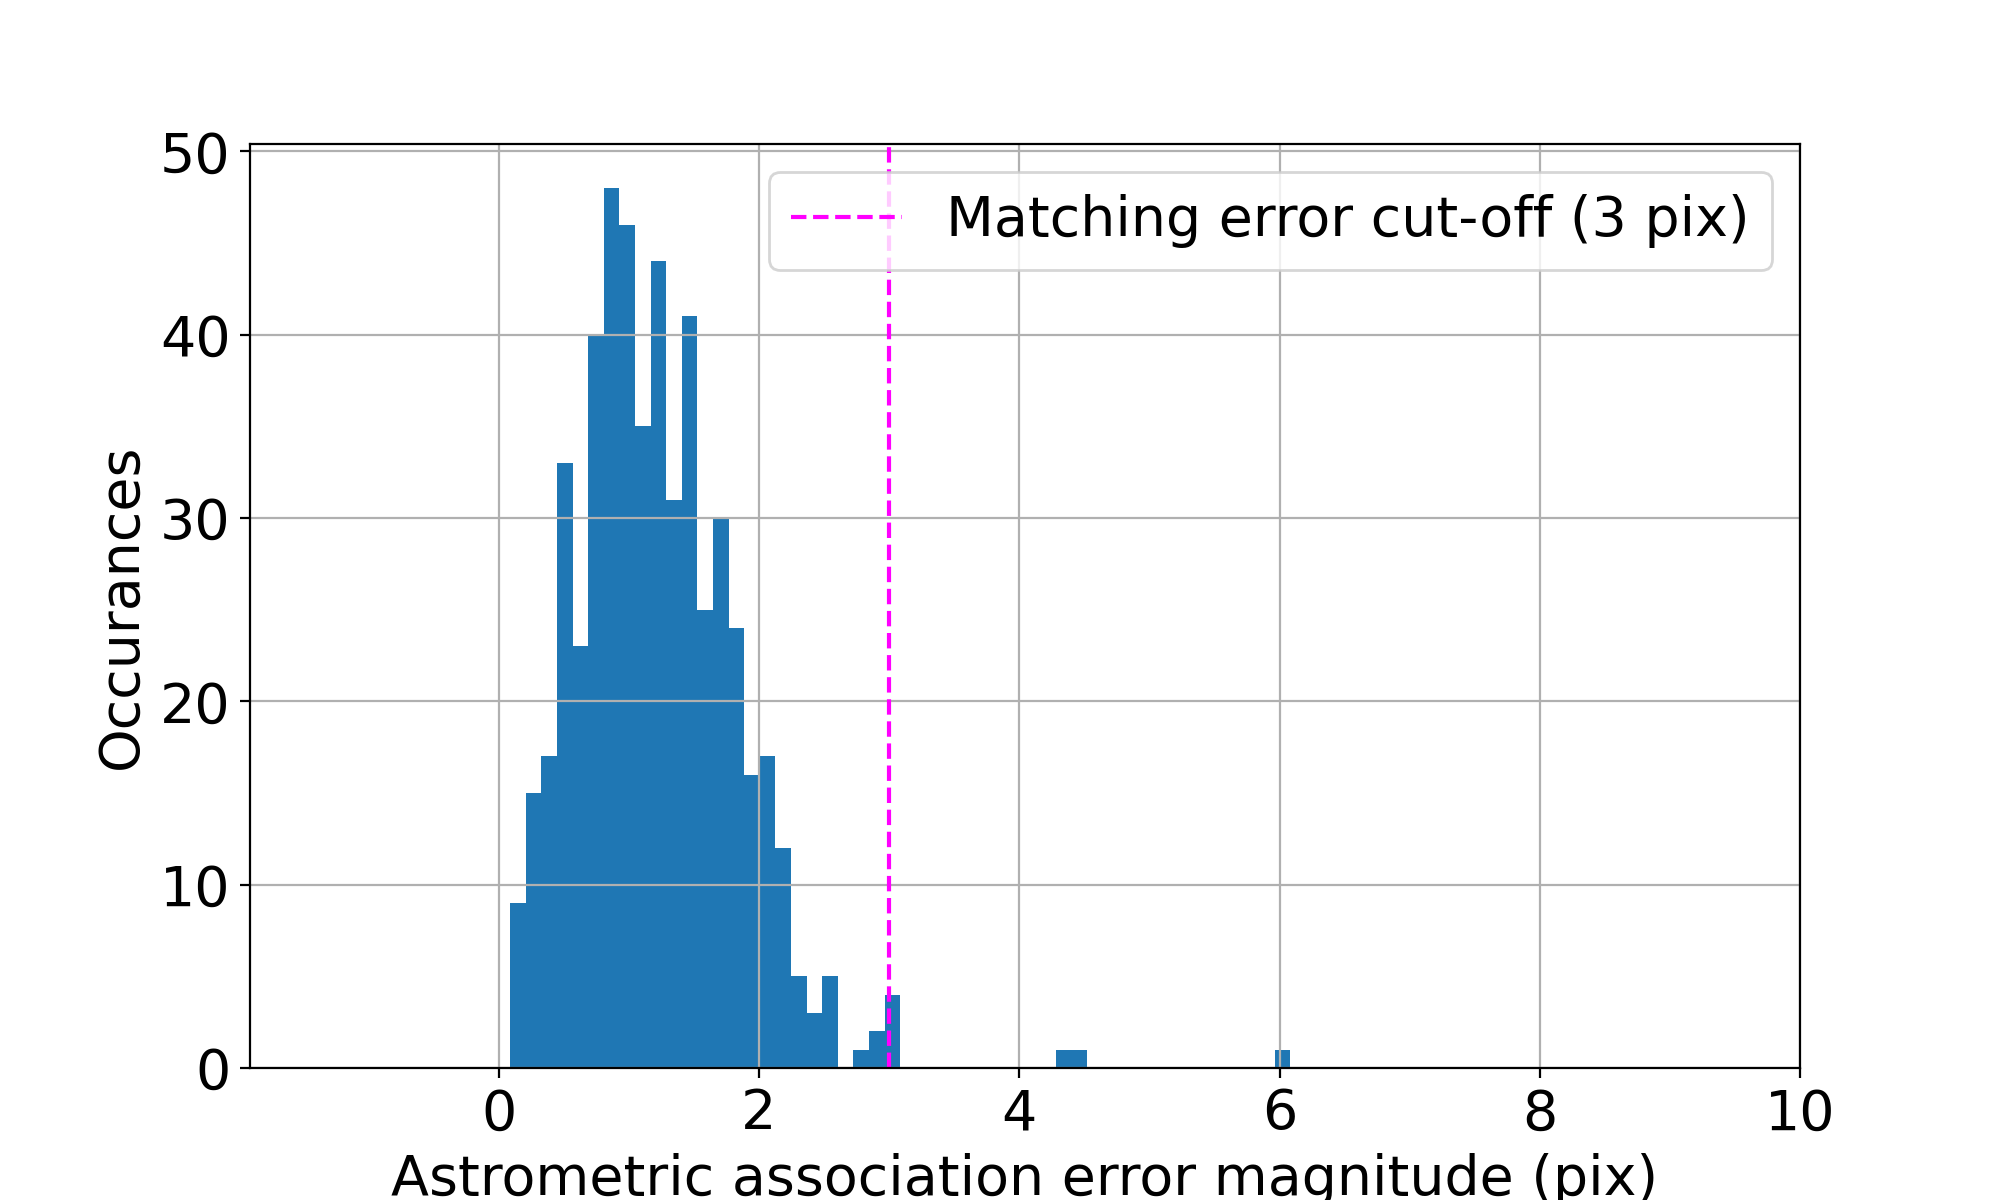 50
40
30
20
10
0
Occurances
Matching error cut-off (3 pix)
0 2 4 6 8 10
Astrometric association error magnitude (pix)